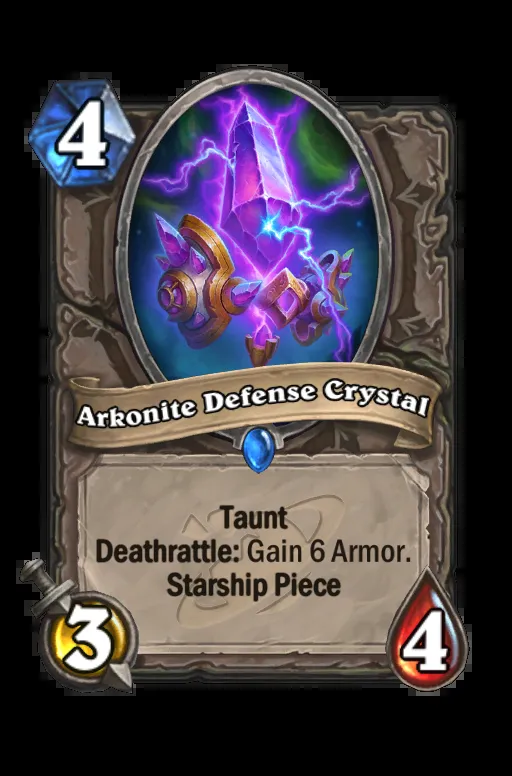 4
Arkonite Defense Crystal
Taunt
Deathrattle: Gain 6 Armor.
Starship Piece
3
4